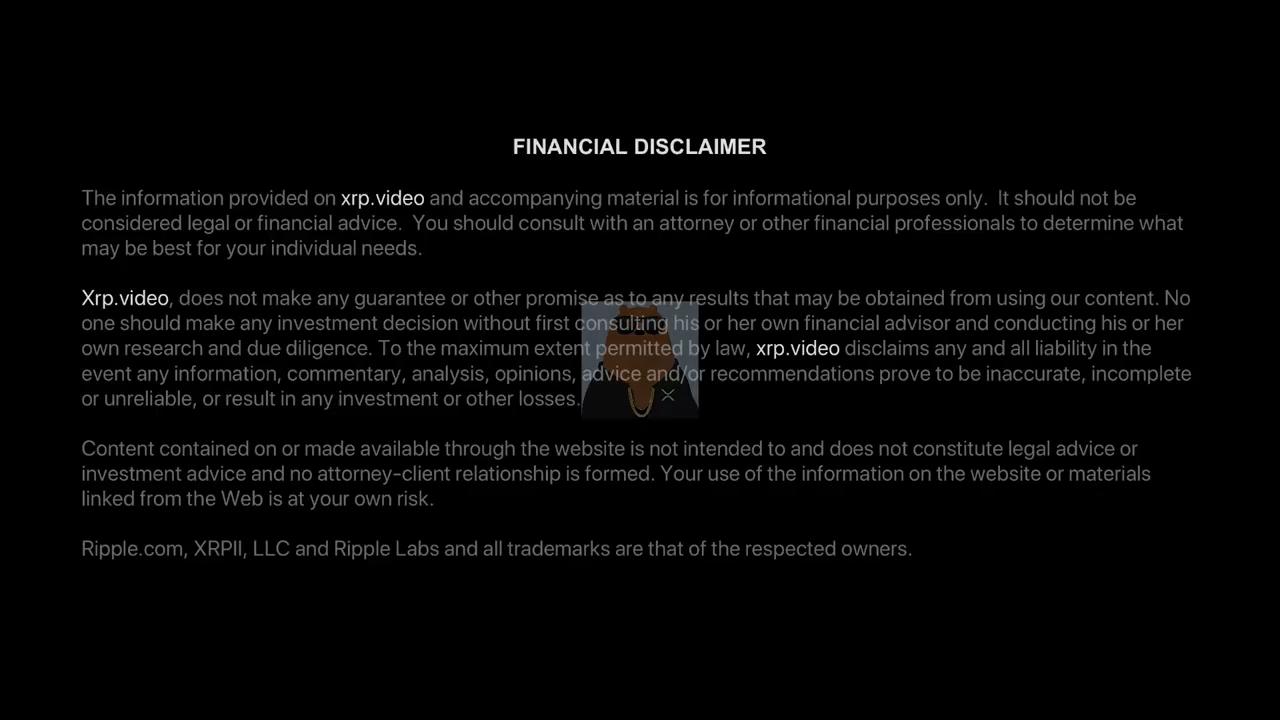 FINANCIAL DISCLAIMER
The information provided on xrp.video and accompanying material is for informational purposes only.  It should not be
considered legal or financial advice.  You should consult with an attorney or other financial professionals to determine what
may be best for your individual needs.
Xrp.video, does not make any guarantee or other promise as to any results that may be obtained from using our content. No
one should make any investment decision without first consulting his or her own financial advisor and conducting his or her
own research and due diligence. To the maximum extent permitted by law, xrp.video disclaims any and all liability in the
event any information, commentary, analysis, opinions, advice and/or recommendations prove to be inaccurate, incomplete
or unreliable, or result in any investment or other losses.
Content contained on or made available through the website is not intended to and does not constitute legal advice or
investment advice and no attorney-client relationship is formed. Your use of the information on the website or materials
linked from the Web is at your own risk.
Ripple.com, XRPII, LLC and Ripple Labs and all trademarks are that of the respected owners.